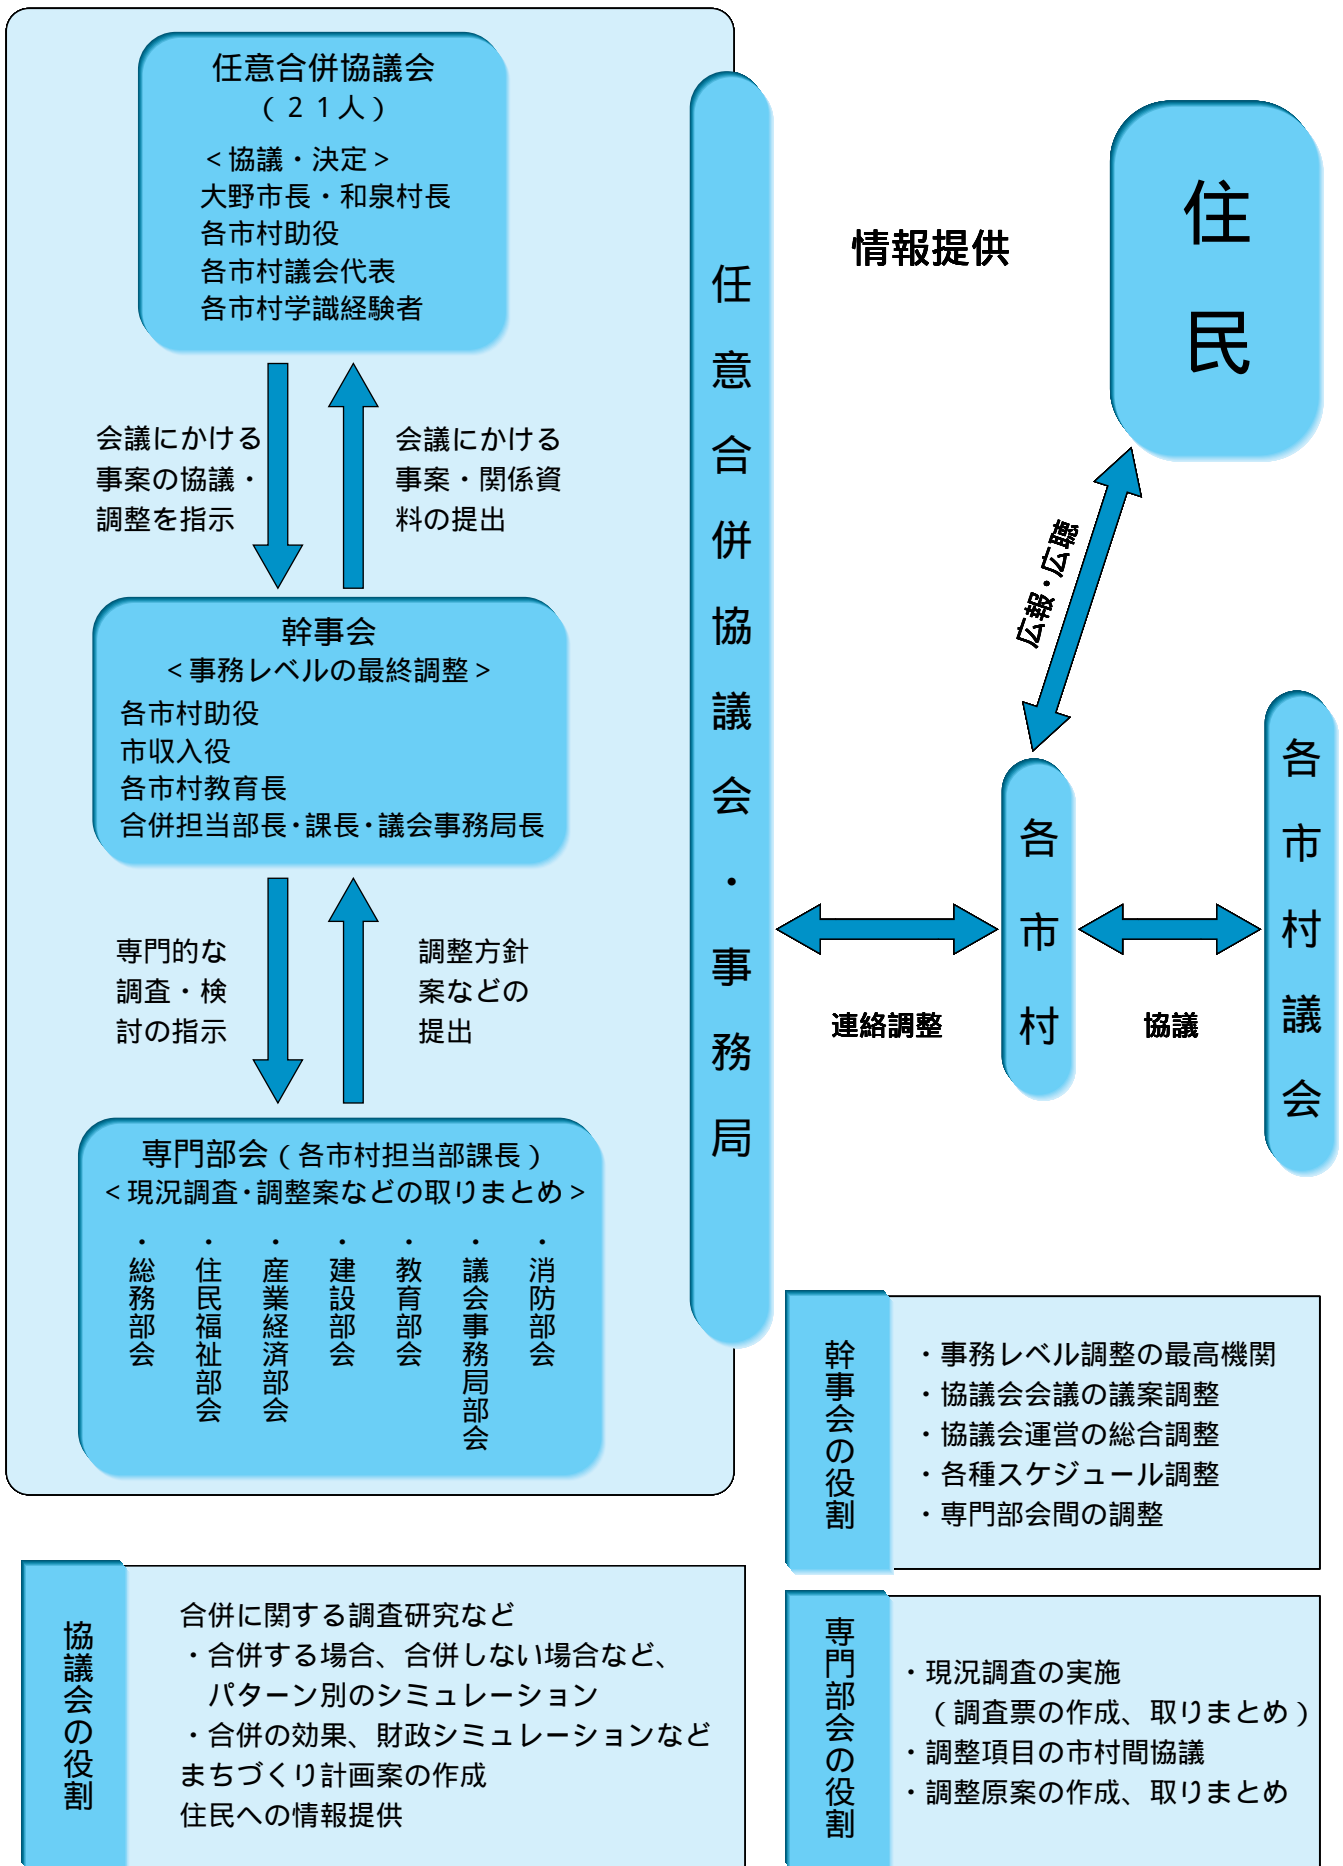 任意合併協議会
（２１人）
＜協議・決定＞
大野市長・和泉村長
各市村助役
各市村議会代表
各市村学識経験者
会議にかける
事案の協議・
調整を指示
会議にかける
事案・関係資
料の提出
幹事会
＜事務レベルの最終調整＞
各市村助役
市収入役
各市村教育長
合併担当部長・課長・議会事務局長
専門的な
調査・検
討の指示
調整方針
案などの
提出
専門部会（各市村担当部課長）
＜現況調査・調整案などの取りまとめ＞
・総務部会
・住民福祉部会
・産業経済部会
・建設部会
・教育部会
・議会事務局部会
・消防部会
任意合併協議会・事務局
情報提供
住民
広報・広聴
各市村
連絡調整
協議
各市村議会
幹事会の役割
・事務レベル調整の最高機関
・協議会会議の議案調整
・協議会運営の総合調整
・各種スケジュール調整
・専門部会間の調整
協議会の役割
合併に関する調査研究など
・合併する場合、合併しない場合など、
パターン別のシミュレーション
・合併の効果、財政シミュレーションなど
まちづくり計画案の作成
住民への情報提供
専門部会の役割
・現況調査の実施
（調査票の作成、取りまとめ）
・調整項目の市村間協議
・調整原案の作成、取りまとめ